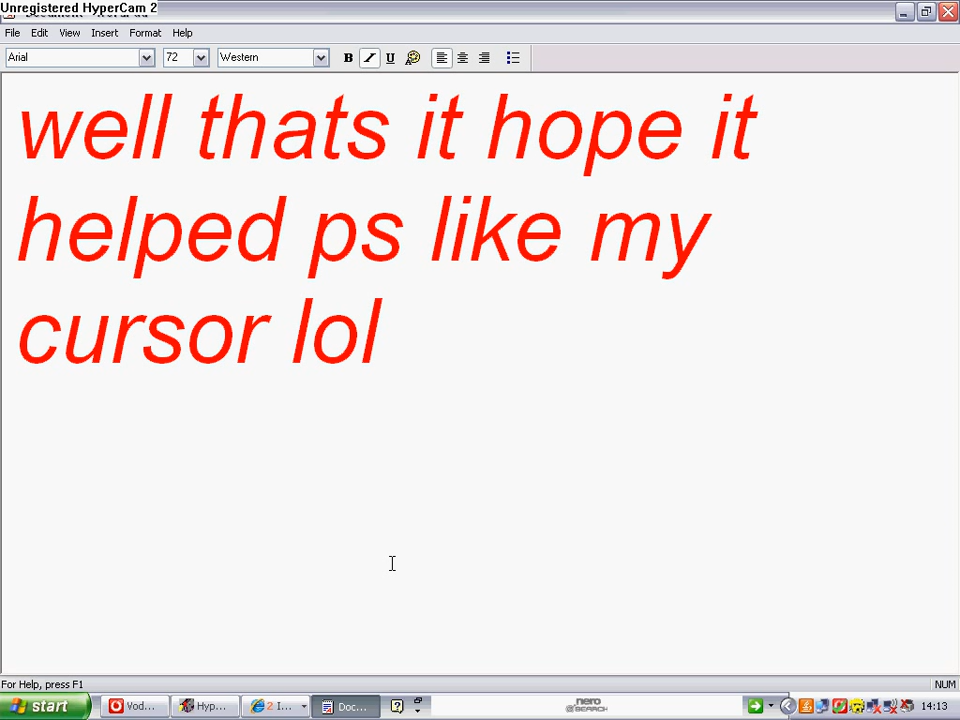 Unregistered HyperCam 2
File Edit View Insert Format Help
Arial 72 Western B I U
well thats it hope it
helped ps like my
cursor lol
For Help, press F1 NUM
start Vod... Hyp... 2 I... Doc... nero SEARCH 14:13